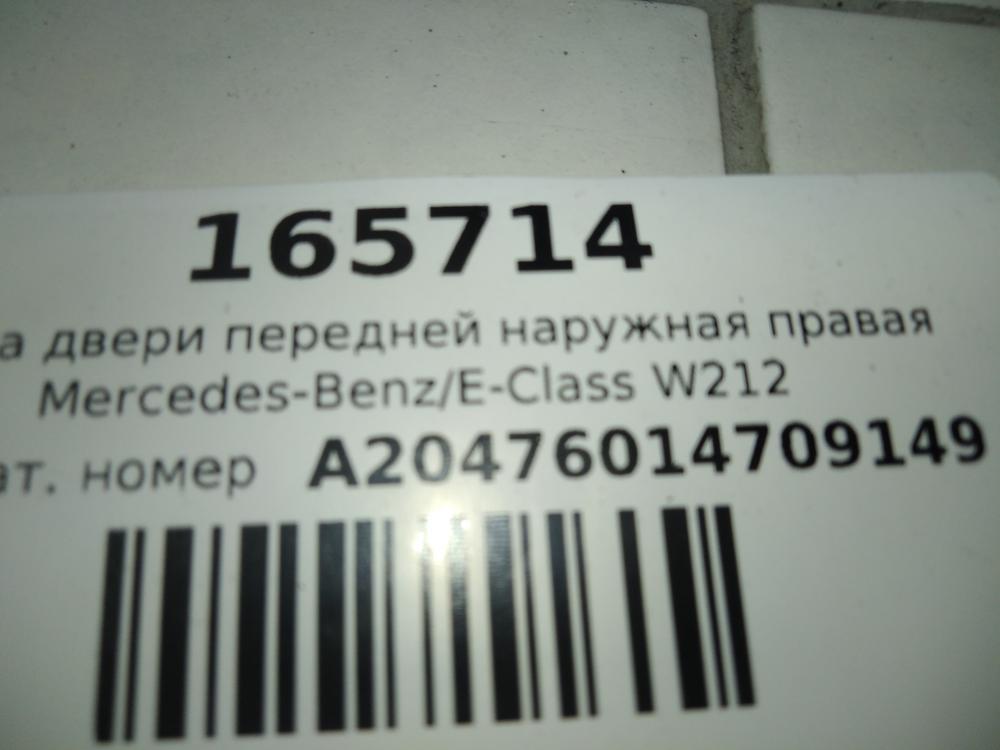 165714
а двери передней наружная правая
Mercedes-Benz/E-Class W212
ат. номер A20476014709149